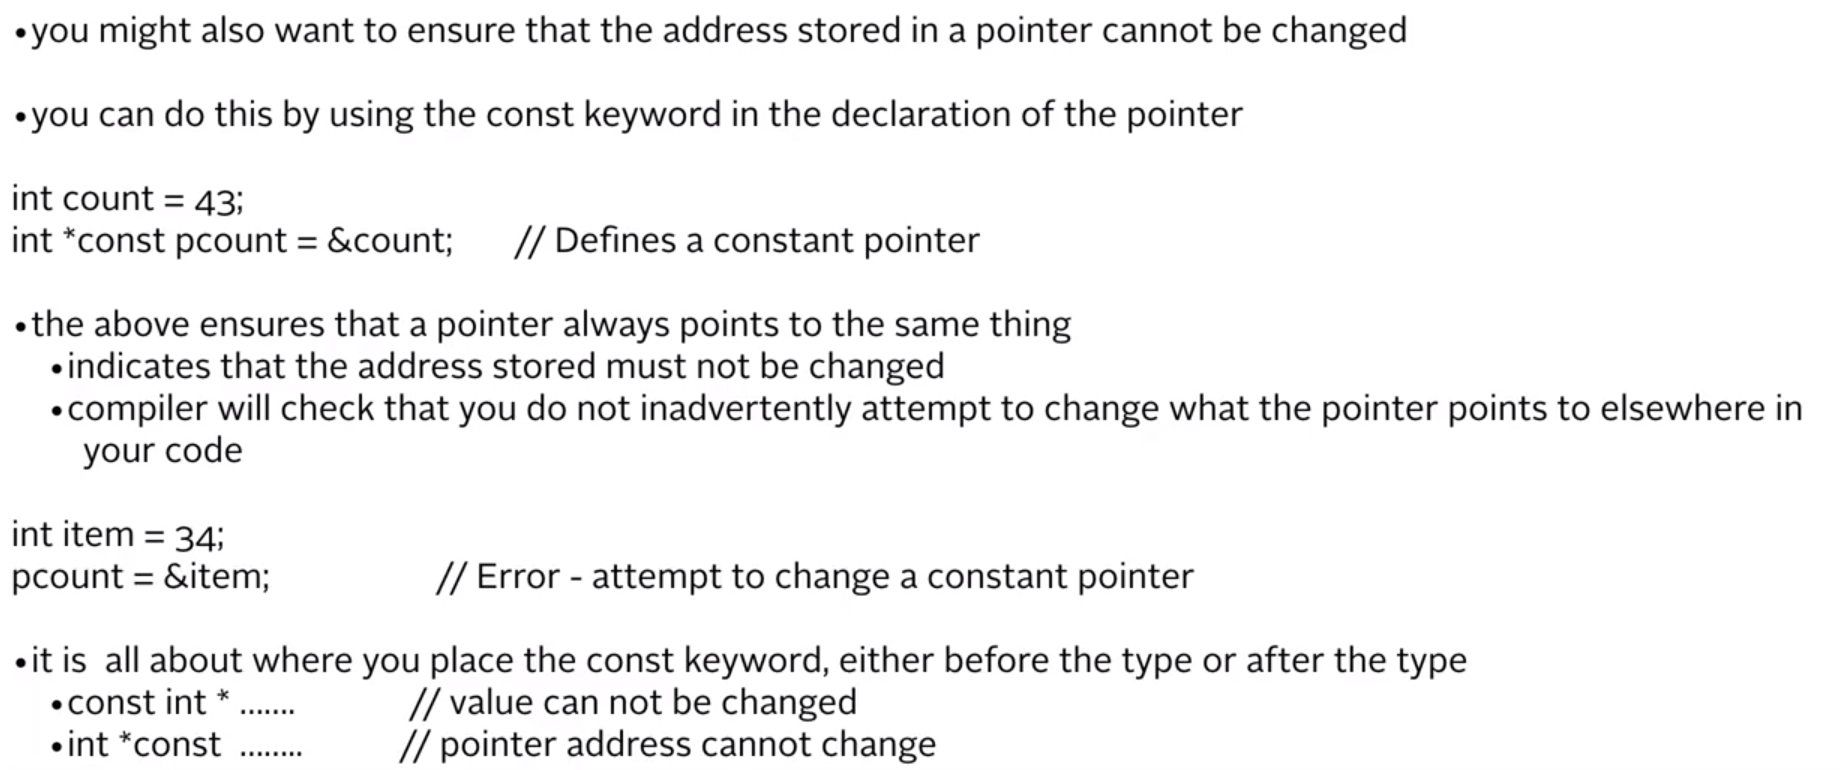 •you might also want to ensure that the address stored in a pointer cannot be changed
•you can do this by using the const keyword in the declaration of the pointer
int count = 43;
int *const pcount = &count; // Defines a constant pointer
•the above ensures that a pointer always points to the same thing
•indicates that the address stored must not be changed
•compiler will check that you do not inadvertently attempt to change what the pointer points to elsewhere in
your code
int item = 34;
pcount = &item; // Error - attempt to change a constant pointer
•it is all about where you place the const keyword, either before the type or after the type
•const int * ....... // value can not be changed
•int *const ........ // pointer address cannot change